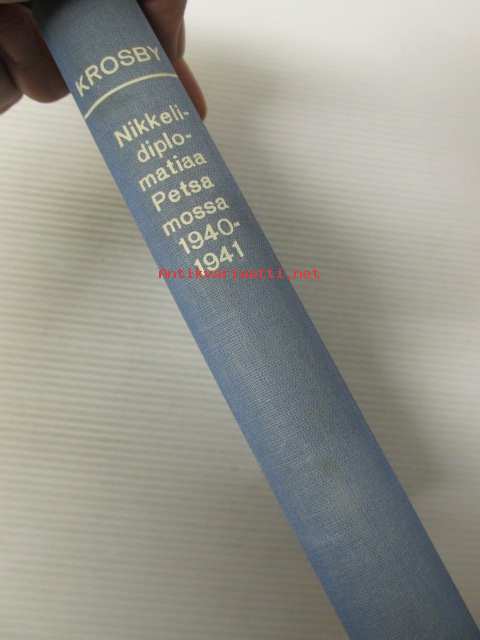 KROSBY
Nikkeli-
diplo-
matiaa
Petsa
mossa
1940-
1941
Antikvariaatti.net